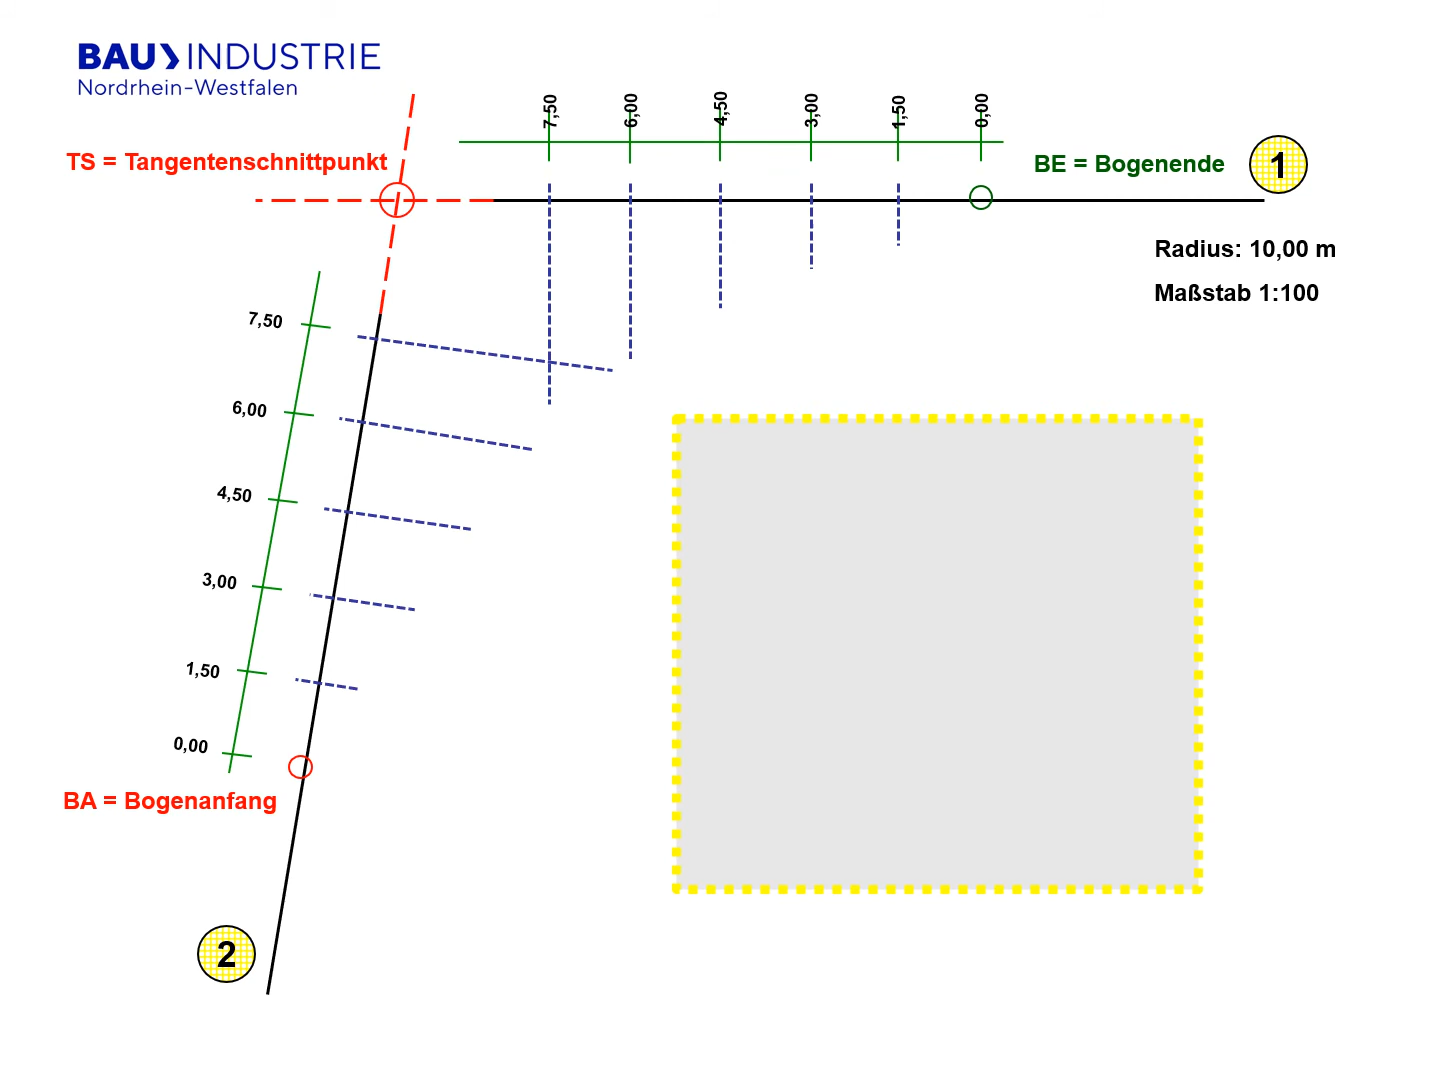 BAU INDUSTRIE
Nordrhein-Westfalen
7,50
6,00
4,50
3,00
1,50
0,00
TS = Tangentenschnittpunkt
BE = Bogenende
1
Radius: 10,00 m
Maßstab 1:100
7,50
6,00
4,50
3,00
1,50
0,00
BA = Bogenanfang
2